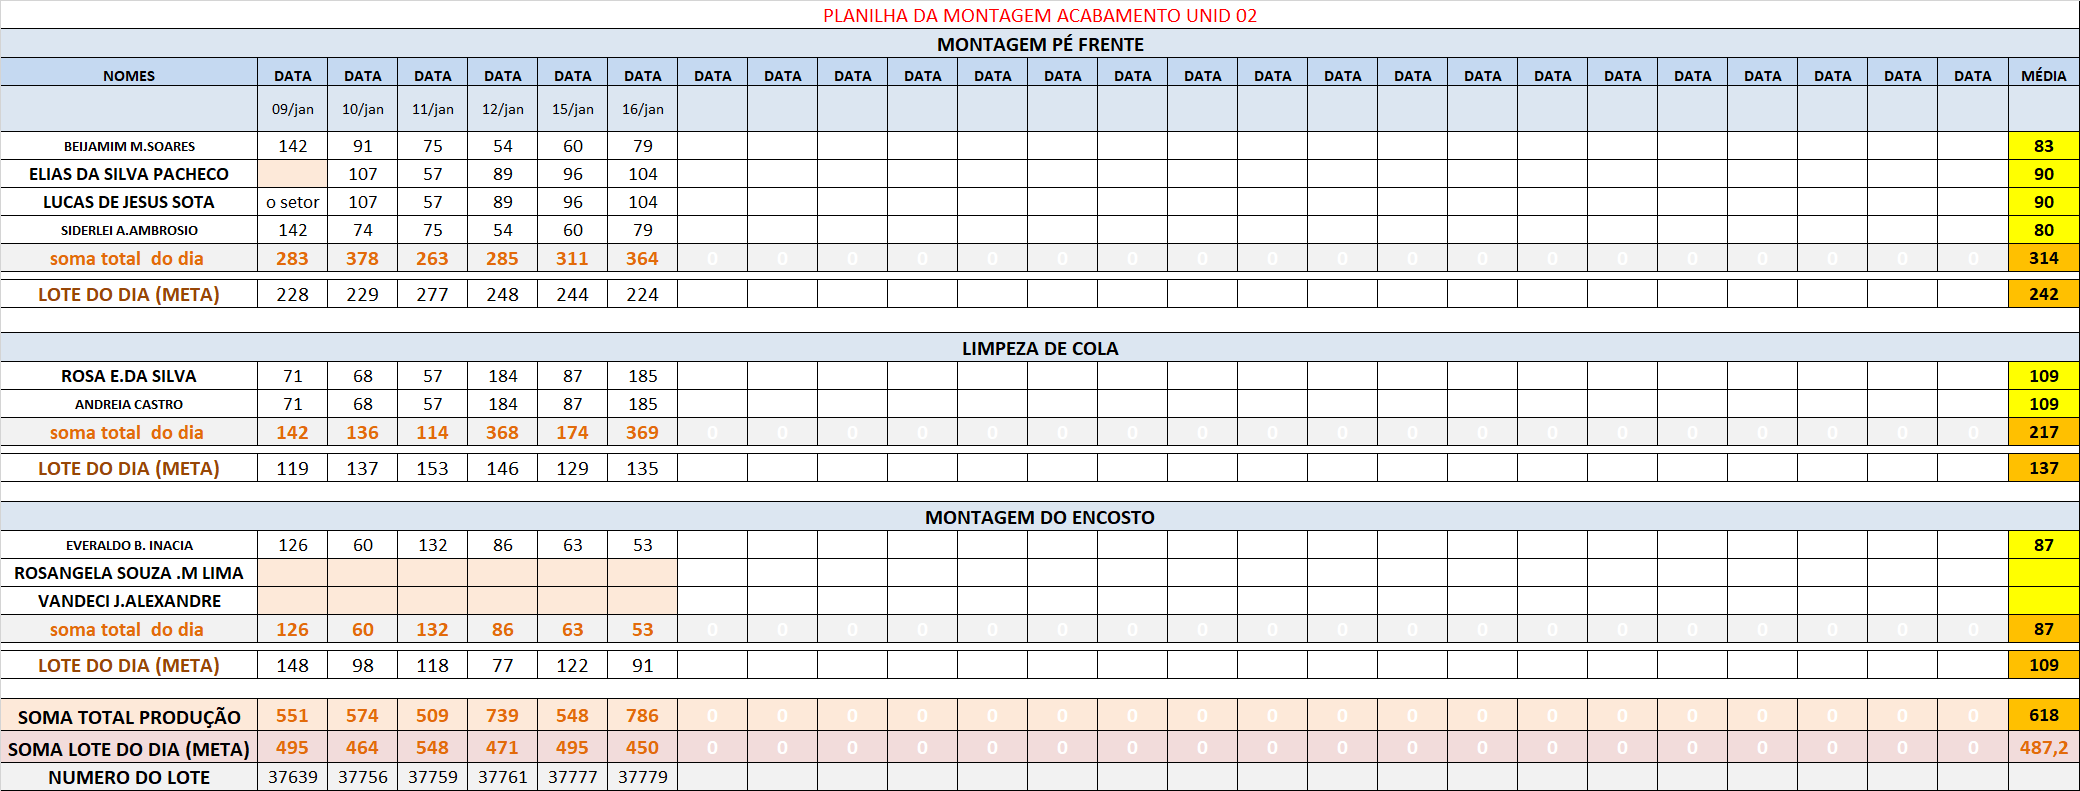 PLANILHA DA MONTAGEM ACABAMENTO UNID 02
MONTAGEM PÉ FRENTE
NOMES DATA DATA DATA DATA DATA DATA DATA DATA DATA DATA DATA DATA DATA DATA DATA DATA DATA DATA DATA DATA DATA DATA DATA DATA DATA MÉDIA
09/jan 10/jan 11/jan 12/jan 15/jan 16/jan
BEIJAMIM M.SOARES 142 91 75 54 60 79 83
ELIAS DA SILVA PACHECO 107 57 89 96 104 90
LUCAS DE JESUS SOTA o setor 107 57 89 96 104 90
SIDERLEI A.AMBROSIO 142 74 75 54 60 79 80
soma total do dia 283 378 263 285 311 364 0 0 0 0 0 0 0 0 0 0 0 0 0 0 0 0 0 0 0 314
LOTE DO DIA (META) 228 229 277 248 244 224 242
LIMPEZA DE COLA
ROSA E.DA SILVA 71 68 57 184 87 185 109
ANDREIA CASTRO 71 68 57 184 87 185 109
soma total do dia 142 136 114 368 174 369 0 0 0 0 0 0 0 0 0 0 0 0 0 0 0 0 0 0 0 217
LOTE DO DIA (META) 119 137 153 146 129 135 137
MONTAGEM DO ENCOSTO
EVERALDO B. INACIA 126 60 132 86 63 53 87
ROSANGELA SOUZA .M LIMA
VANDECI J.ALEXANDRE
soma total do dia 126 60 132 86 63 53 0 0 0 0 0 0 0 0 0 0 0 0 0 0 0 0 0 0 0 87
LOTE DO DIA (META) 148 98 118 77 122 91 109
SOMA TOTAL PRODUÇÃO 551 574 509 739 548 786 0 0 0 0 0 0 0 0 0 0 0 0 0 0 0 0 0 0 0 618
SOMA LOTE DO DIA (META) 495 464 548 471 495 450 0 0 0 0 0 0 0 0 0 0 0 0 0 0 0 0 0 0 0 487,2
NUMERO DO LOTE 37639 37756 37759 37761 37777 37779